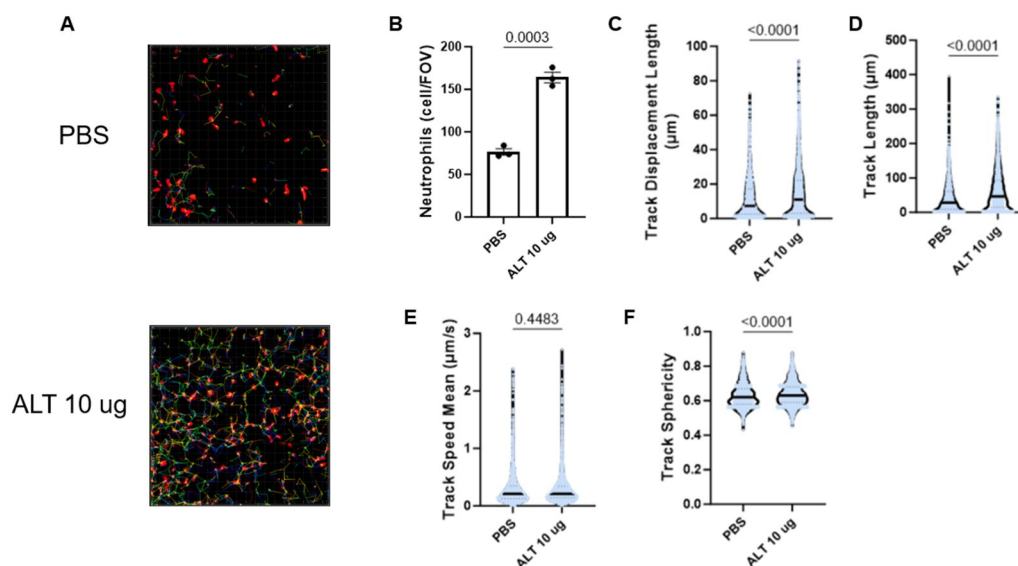 A
PBS
ALT 10 ug
B
0.0003
Neutrophils (cell/FOV)
200
150
100
50
0
PBS
ALT 10 ug
C
<0.0001
Track Displacement Length
(µm)
100
80
60
40
20
0
PBS
ALT 10 ug
D
<0.0001
Track Length (µm)
500
400
300
200
100
0
PBS
ALT 10 ug
E
0.4483
Track Speed Mean (µm/s)
3
2
1
0
PBS
ALT 10 ug
F
<0.0001
Track Sphericity
1.0
0.8
0.6
0.4
0.2
0.0
PBS
ALT 10 ug